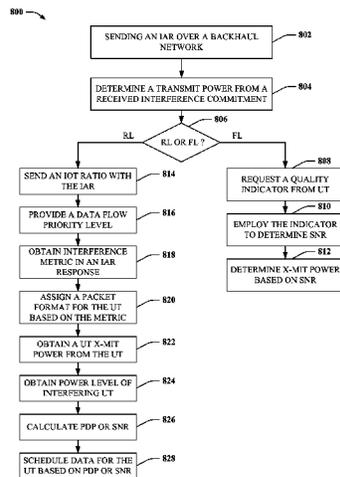 800
SENDING AN IAR OVER A BACKHAUL
NETWORK
802
DETERMINE A TRANSMIT POWER FROM A
RECEIVED INTERFERENCE COMMITMENT
804
806
RL
RL OR FL ?
FL
SEND AN IOT RATIO WITH
THE IAR
814
PROVIDE A DATA FLOW
PRIORITY LEVEL
816
OBTAIN INTERFERENCE
METRIC IN AN IAR
RESPONSE
818
ASSIGN A PACKET
FORMAT FOR THE UT
BASED ON THE METRIC
820
OBTAIN A UT X-MIT
POWER FROM THE UT
822
OBTAIN POWER LEVEL OF
INTERFERING UT
824
CALCULATE PDP OR SNR
826
SCHEDULE DATA FOR THE
UT BASED ON PDP OR SNR
828
808
REQUEST A QUALITY
INDICATOR FROM UT
810
EMPLOY THE INDICATOR
TO DETERMINE SNR
812
DETERMINE X-MIT POWER
BASED ON SNR